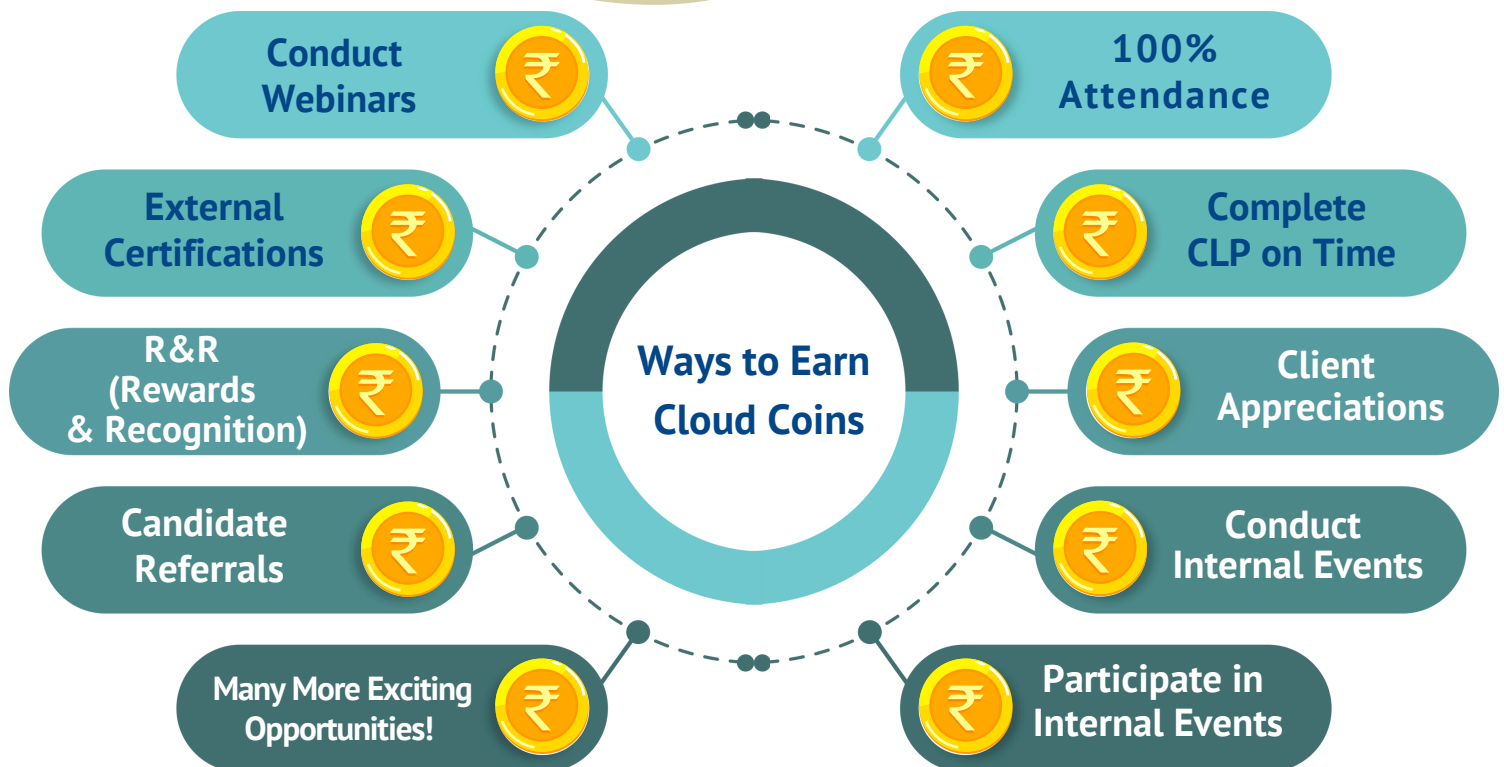 Conduct
Webinars
External
Certifications
R&R
(Rewards
& Recognition)
Candidate
Referrals
Many More Exciting
Opportunities!
Ways to Earn
Cloud Coins
100%
Attendance
Complete
CLP on Time
Client
Appreciations
Conduct
Internal Events
Participate in
Internal Events
₹
₹
₹
₹
₹
₹
₹
₹
₹
₹